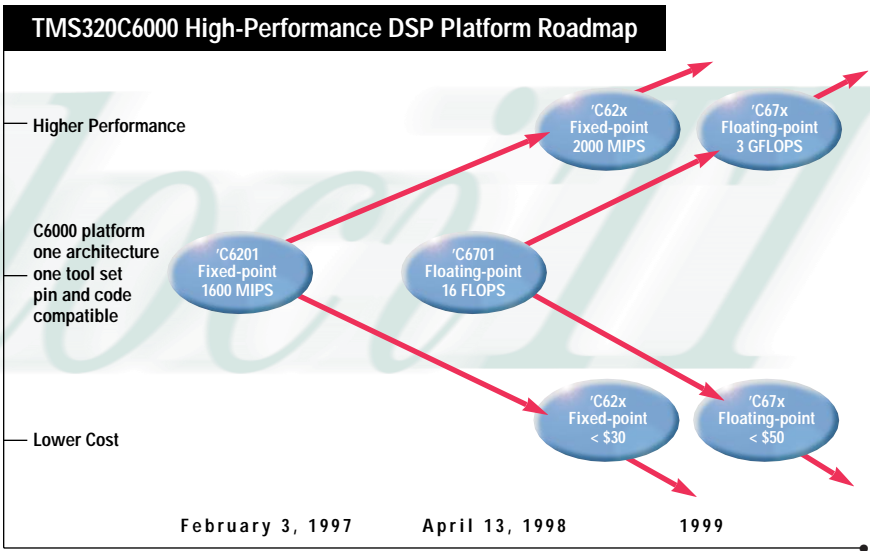 TMS320C6000 High-Performance DSP Platform Roadmap
Higher Performance
'C62x
Fixed-point
2000 MIPS
'C67x
Floating-point
3 GFLOPS
C6000 platform
one architecture
one tool set
pin and code
compatible
'C6201
Fixed-point
1600 MIPS
'C6701
Floating-point
16 FLOPS
Lower Cost
'C62x
Fixed-point
< $30
'C67x
Floating-point
< $50
February 3, 1997
April 13, 1998
1999